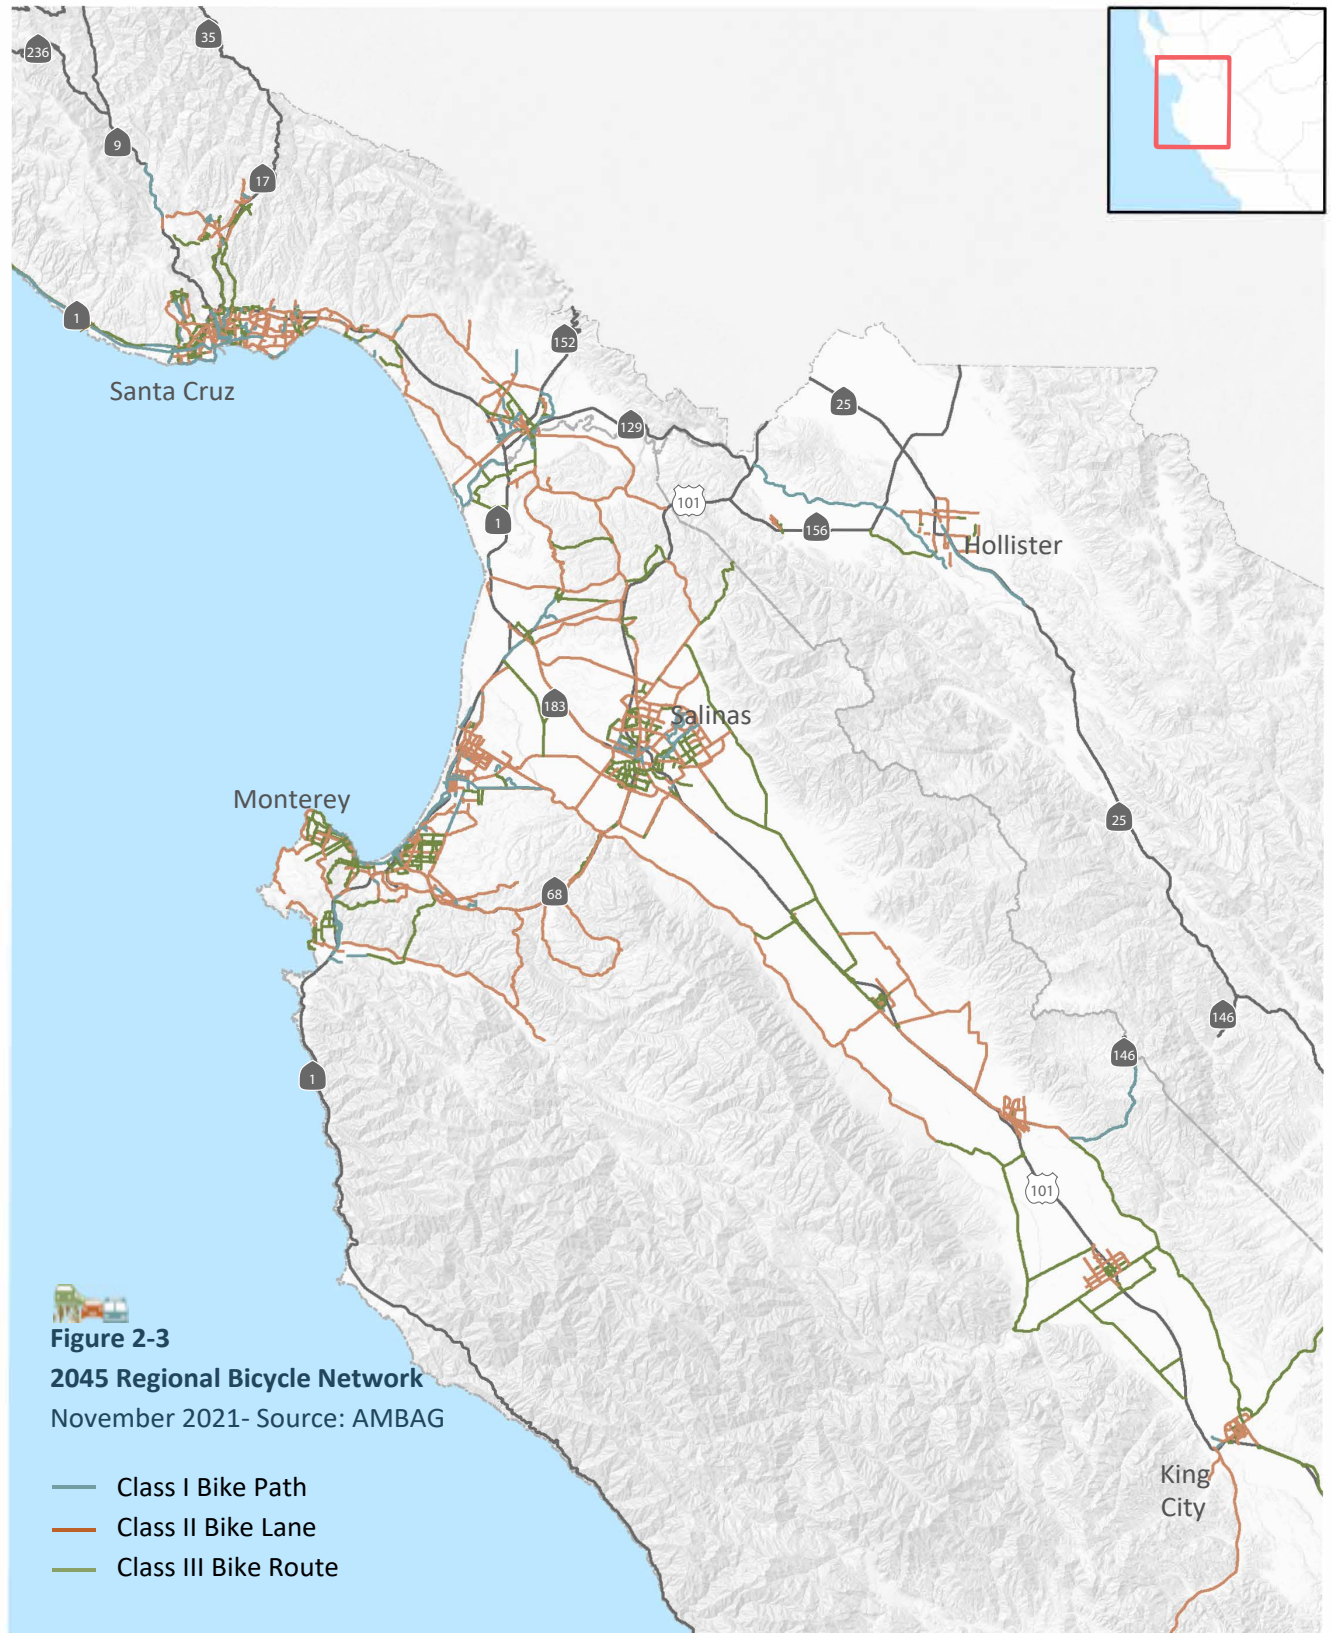 35
236
9
17
1
Santa Cruz
152
25
129
101
1
156
Hollister
183
Salinas
Monterey
25
68
146
146
1
101
Figure 2-3
2045 Regional Bicycle Network
November 2021- Source: AMBAG
King
City
Class I Bike Path
Class II Bike Lane
Class III Bike Route